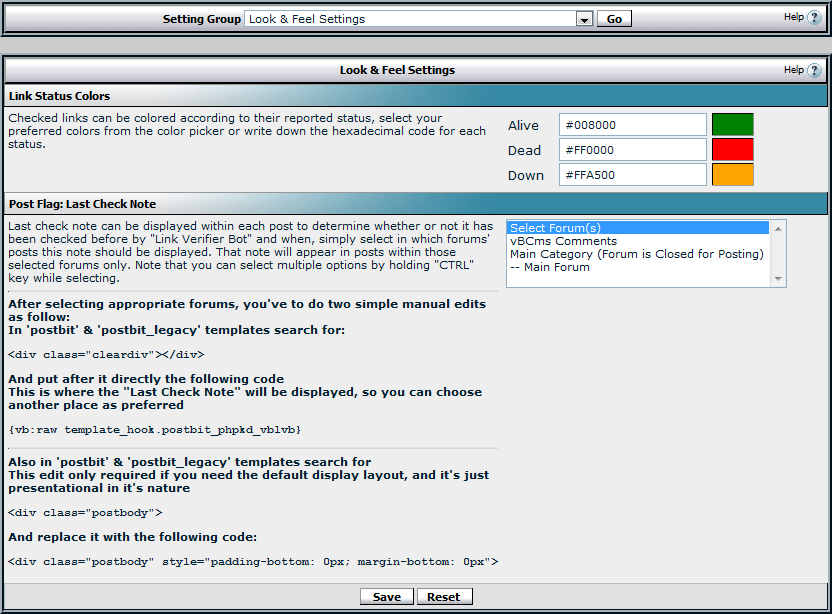 Setting Group Look & Feel Settings Go Help ?
Look & Feel Settings Help ?
Link Status Colors
Checked links can be colored according to their reported status, select your
preferred colors from the color picker or write down the hexadecimal code for each
status.
Alive #008000
Dead #FF0000
Down #FFA500
Post Flag: Last Check Note
Last check note can be displayed within each post to determine whether or not it has
been checked before by "Link Verifier Bot" and when, simply select in which forums'
posts this note should be displayed. That note will appear in posts within those
selected forums only. Note that you can select multiple options by holding "CTRL"
key while selecting.
Select Forum(s)
vBCms Comments
Main Category (Forum is Closed for Posting)
-- Main Forum
After selecting appropriate forums, you've to do two simple manual edits
as follow:
In 'postbit' & 'postbit_legacy' templates search for:
<div class="cleardiv"></div>
And put after it directly the following code
This is where the "Last Check Note" will be displayed, so you can choose
another place as preferred
{vb:raw template_hook.postbit_phpkd_vblvb}
Also in 'postbit' & 'postbit_legacy' templates search for
This edit only required if you need the default display layout, and it's just
presentational in it's nature
<div class="postbody">
And replace it with the following code:
<div class="postbody" style="padding-bottom: 0px; margin-bottom: 0px">
Save Reset